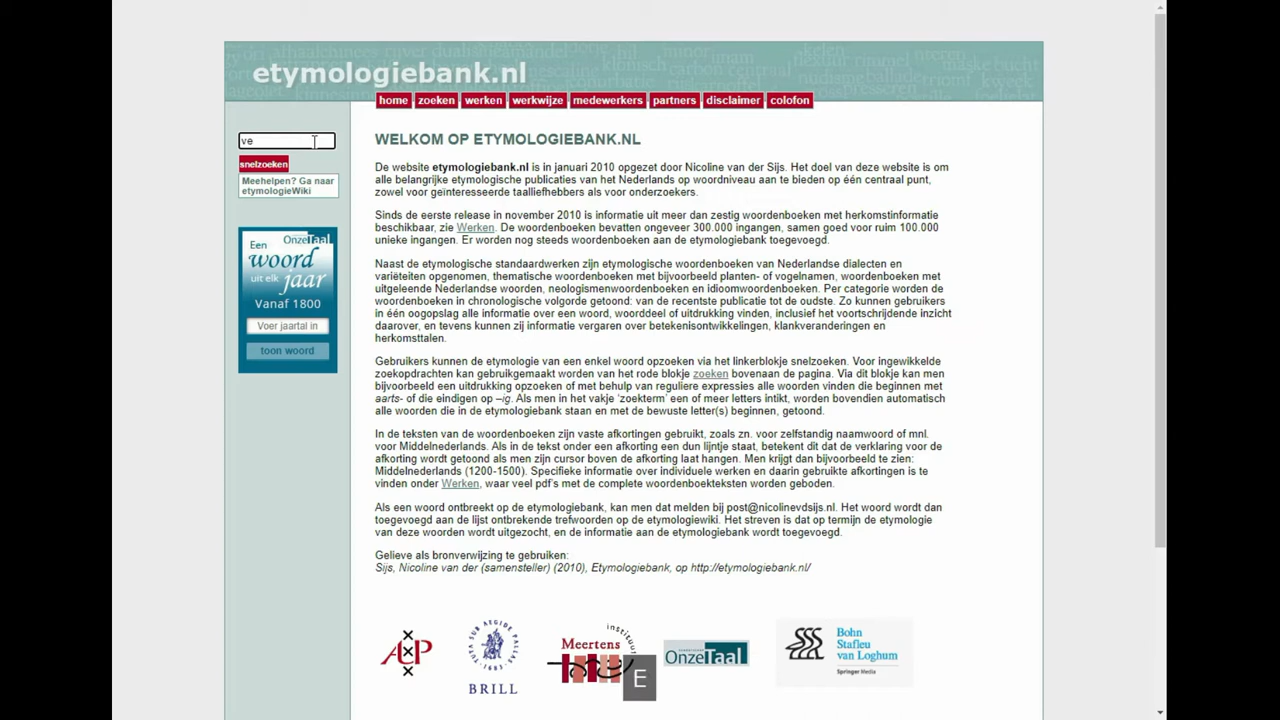 etymologiebank.nl
home zoeken werken werkwijze medewerkers partners disclaimer colofon
ve
snelzoeken
Meehelpen? Ga naar
etymologieWiki
Een OnzeTaal
woord
uit elk jaar
Vanaf 1800
Voer jaartal in
toon woord
WELKOM OP ETYMOLOGIEBANK.NL
De website etymologiebank.nl is in januari 2010 opgezet door Nicoline van der Sijs. Het doel van deze website is om
alle belangrijke etymologische publicaties van het Nederlands op woordniveau aan te bieden op één centraal punt,
zowel voor geïnteresseerde taalliefhebbers als voor onderzoekers.
Sinds de eerste release in november 2010 is informatie uit meer dan zestig woordenboeken met herkomstinformatie
beschikbaar, zie Werken. De woordenboeken bevatten ongeveer 300.000 ingangen, samen goed voor ruim 100.000
unieke ingangen. Er worden nog steeds woordenboeken aan de etymologiebank toegevoegd.
Naast de etymologische standaardwerken zijn etymologische woordenboeken van Nederlandse dialecten en
variëteiten opgenomen, thematische woordenboeken met bijvoorbeeld planten- of vogelnamen, woordenboeken met
uitgeleende Nederlandse woorden, neologismenwoordenboeken en idioomwoordenboeken. Per categorie worden de
woordenboeken in chronologische volgorde getoond: van de recentste publicatie tot de oudste. Zo kunnen gebruikers
in één oogopslag alle informatie over een woord, woorddeel of uitdrukking vinden, inclusief het voortschrijdende inzicht
daarover, en tevens kunnen zij informatie vergaren over betekenisontwikkelingen, klankveranderingen en
herkomsttalen.
Gebruikers kunnen de etymologie van een enkel woord opzoeken via het linkerblokje snelzoeken. Voor ingewikkelde
zoekopdrachten kan gebruikgemaakt worden van het rode blokje zoeken bovenaan de pagina. Via dit blokje kan men
bijvoorbeeld een uitdrukking opzoeken of met behulp van reguliere expressies alle woorden vinden die beginnen met
aarts- of die eindigen op –ig. Als men in het vakje ‘zoekterm’ een of meer letters intikt, worden bovendien automatisch
alle woorden die in de etymologiebank staan en met de bewuste letter(s) beginnen, getoond.
In de teksten van de woordenboeken zijn vaste afkortingen gebruikt, zoals zn. voor zelfstandig naamwoord of mnl.
voor Middelnederlands. Als in de tekst onder een afkorting een dun lijntje staat, betekent dit dat de verklaring voor de
afkorting wordt getoond als men zijn cursor boven de afkorting laat hangen. Men krijgt dan bijvoorbeeld te zien:
Middelnederlands (1200-1500). Specifieke informatie over individuele werken en daarin gebruikte afkortingen is te
vinden onder Werken, waar veel pdf's met de complete woordenboekteksten worden geboden.
Als een woord ontbreekt op etymologiebank, kan men dat melden bij post@nicolinevdsijs.nl. Het woord wordt dan
toegevoegd aan de lijst ontbrekende trefwoorden op de etymologiewiki. Het streven is dat op termijn de etymologie
van deze woorden wordt uitgezocht, en de informatie aan de etymologiebank wordt toegevoegd.
Gelieve als bronverwijzing te gebruiken:
Sijs, Nicoline van der (samensteller) (2010), Etymologiebank, op http://etymologiebank.nl/
AUP
BRILL
Meertens instituut
OnzeTaal
Bohn
Stafleu
van Loghum
Springer Media
E